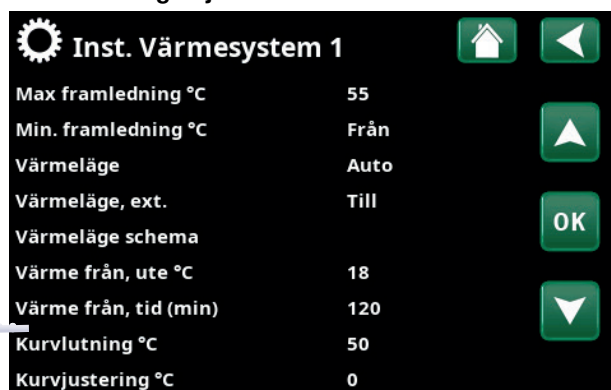 Inst. Värmesystem 1
Max framledning °C 55
Min. framledning °C Från
Värmeläge Auto
Värmeläge, ext. Till
OK
Värmeläge schema
Värme från, ute °C 18
Värme från, tid (min) 120
Kurvlutning °C 50
Kurvjustering °C 0